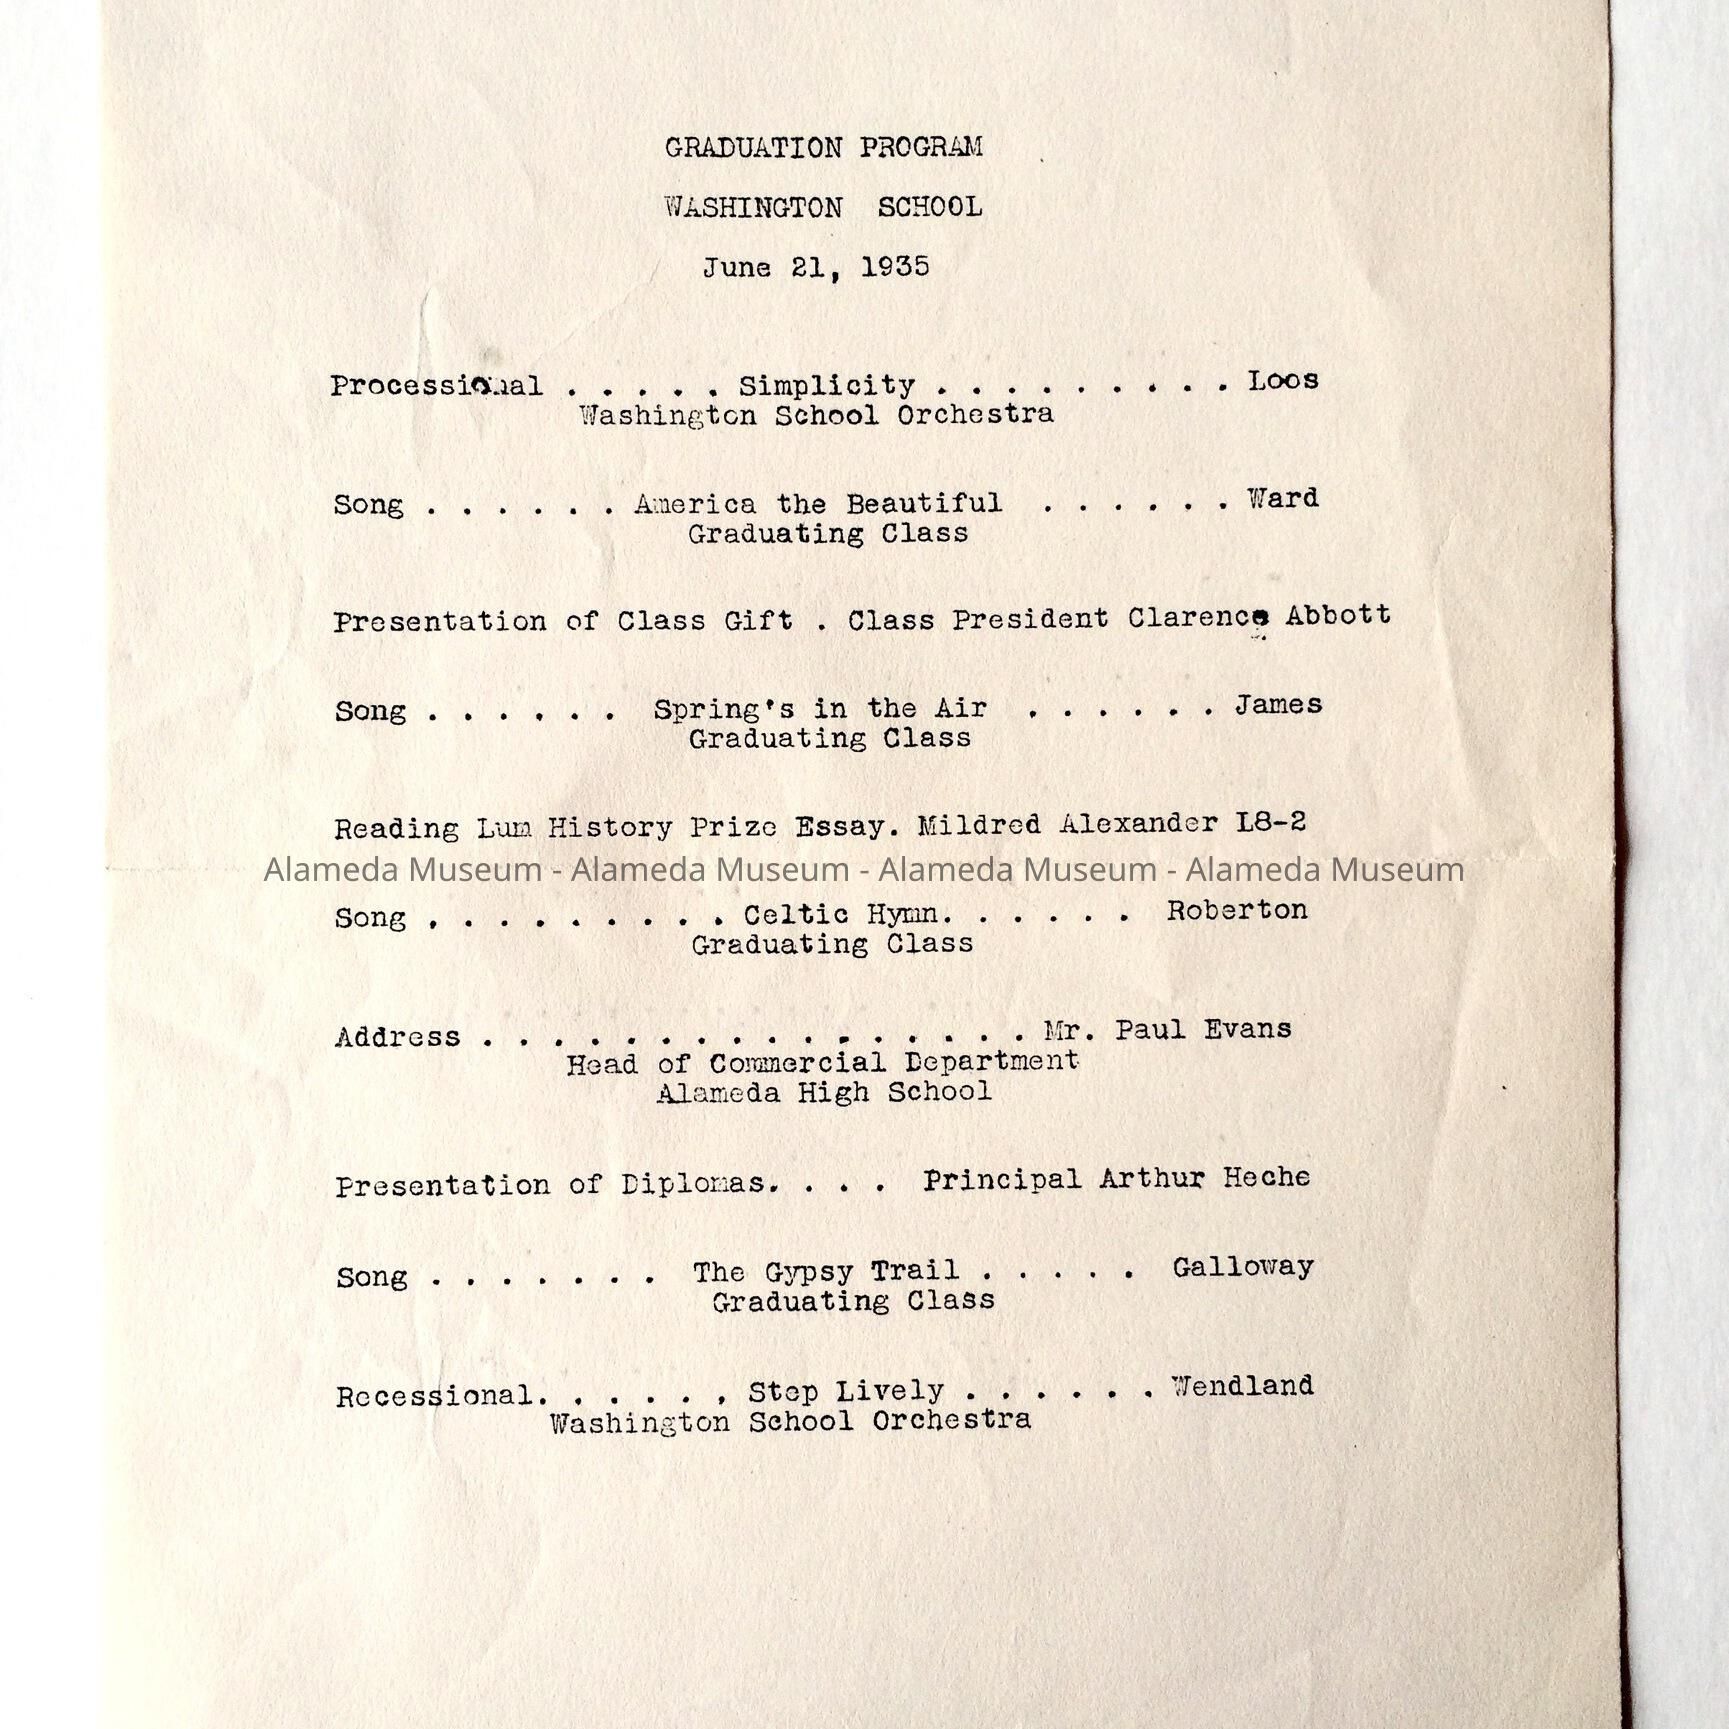 GRADUATION PROGRAM
WASHINGTON SCHOOL
June 21, 1935
Processional . . . . . Simplicity . . . . . . . . . Loos
Washington School Orchestra
Song . . . . . . America the Beautiful . . . . . . Ward
Graduating Class
Presentation of Class Gift . Class President Clarence Abbott
Song . . . . . . Spring's in the Air . . . . . . James
Graduating Class
Reading Lum History Prize Essay. Mildred Alexander L8-2
Alameda Museum - Alameda Museum - Alameda Museum - Alameda Museum
Song . . . . . . . . . Celtic Hymn. . . . . . Roberton
Graduating Class
Address . . . . . . . . . . . . . . . . Mr. Paul Evans
Head of Commercial Department
Alameda High School
Presentation of Diplomas. . . . Principal Arthur Heche
Song . . . . . . . The Gypsy Trail . . . . . Galloway
Graduating Class
Recessional. . . . . . Step Lively . . . . . . Wendland
Washington School Orchestra